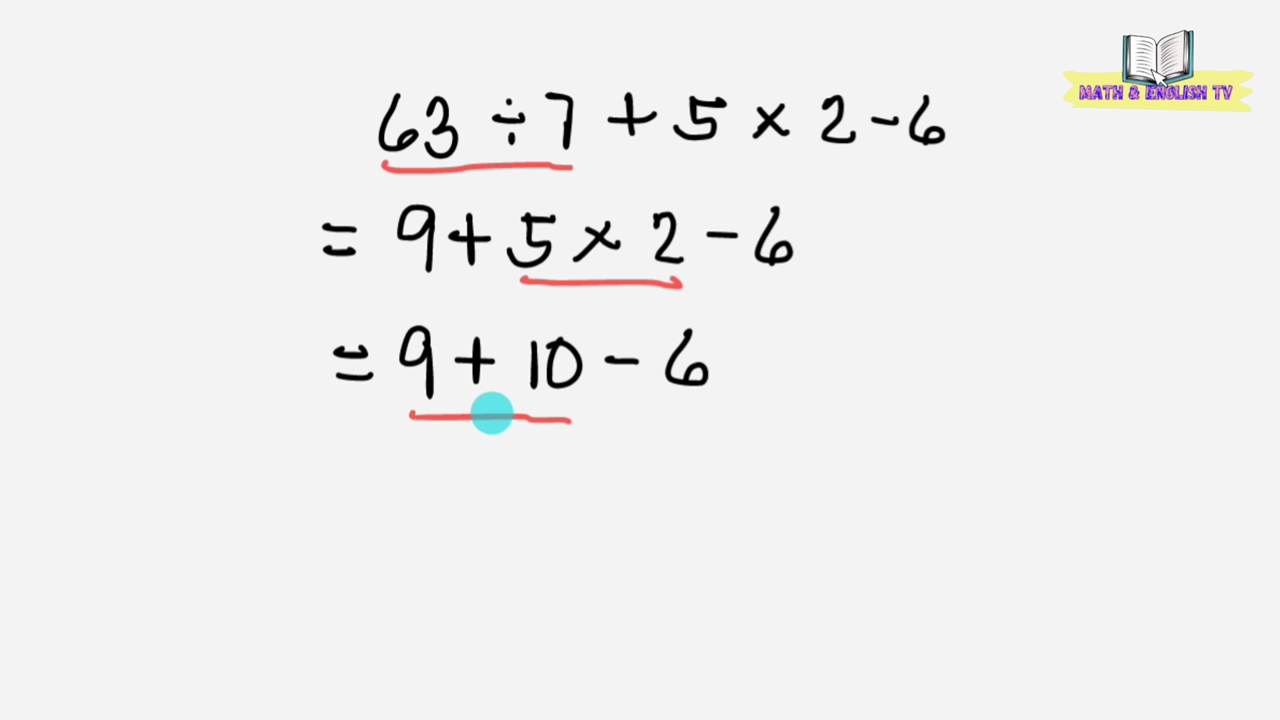 MATH & ENGLISH TV
63 ÷ 7 + 5 × 2 - 6
= 9 + 5 × 2 - 6
= 9 + 10 - 6